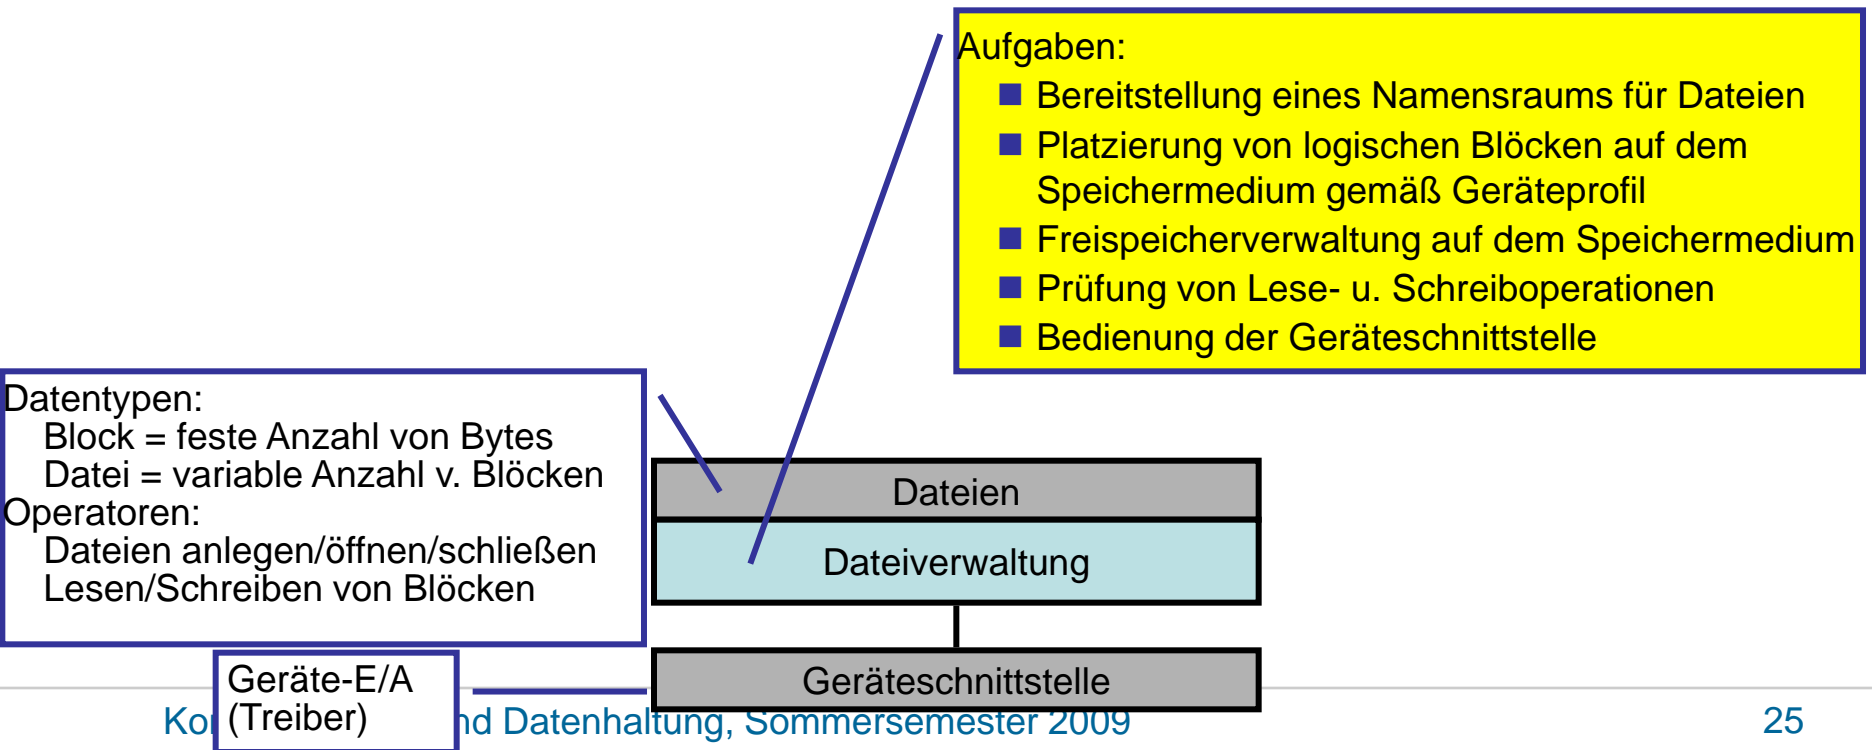 Aufgaben:
Bereitstellung eines Namensraums für Dateien
Platzierung von logischen Blöcken auf dem
Speichermedium gemäß Geräteprofil
Freispeicherverwaltung auf dem Speichermedium
Prüfung von Lese- u. Schreiboperationen
Bedienung der Geräteschnittstelle
Datentypen:
Block = feste Anzahl von Bytes
Datei = variable Anzahl v. Blöcken
Operatoren:
Dateien anlegen/öffnen/schließen
Lesen/Schreiben von Blöcken
Dateien
Dateiverwaltung
Geräteschnittstelle
Geräte-E/A
(Treiber)
Datenhaltung, Sommersemester 2009
25